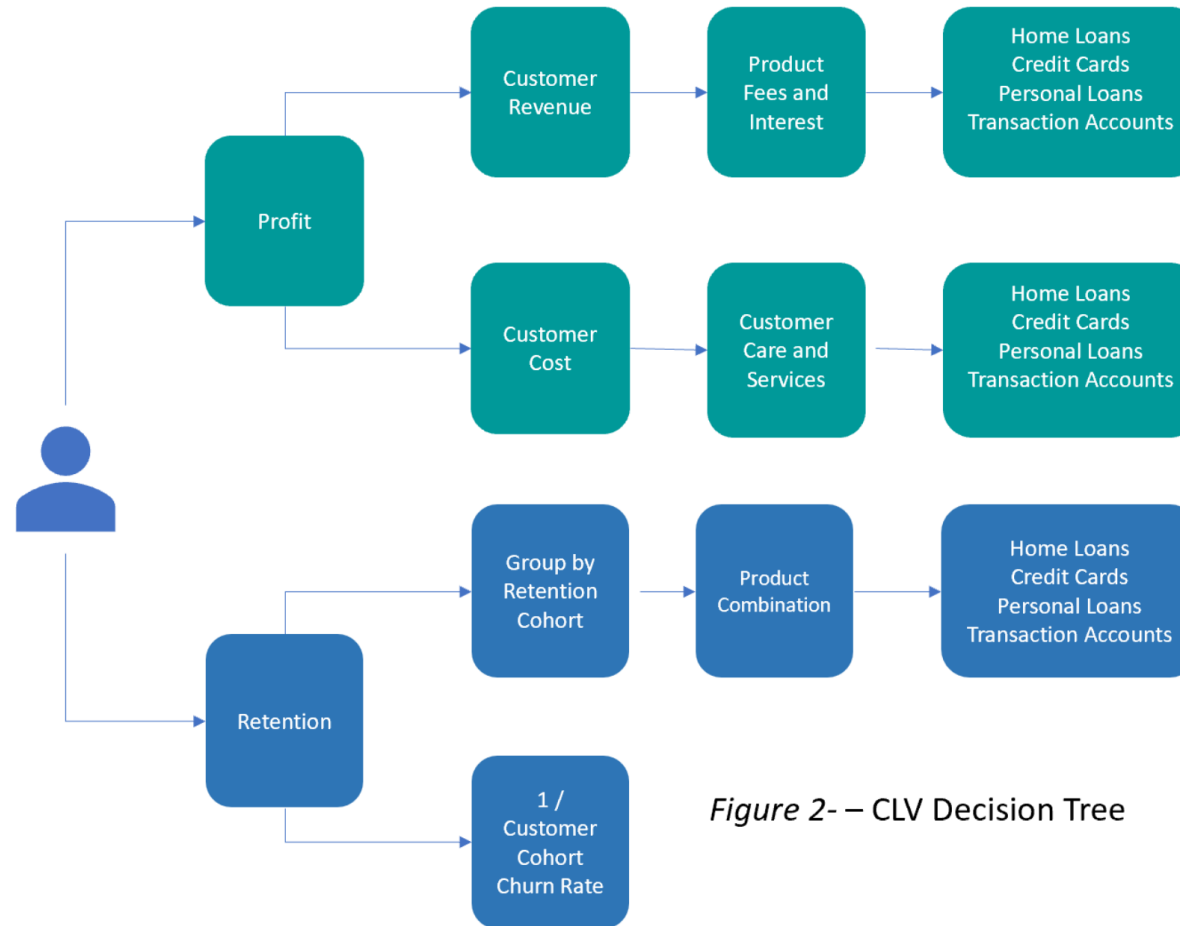 Customer
Revenue
Product
Fees and
Interest
Home Loans
Credit Cards
Personal Loans
Transaction Accounts
Profit
Customer
Cost
Customer
Care and
Services
Home Loans
Credit Cards
Personal Loans
Transaction Accounts
Group by
Retention
Cohort
Product
Combination
Home Loans
Credit Cards
Personal Loans
Transaction Accounts
Retention
1 /
Customer
Cohort
Churn Rate
Figure 2- – CLV Decision Tree